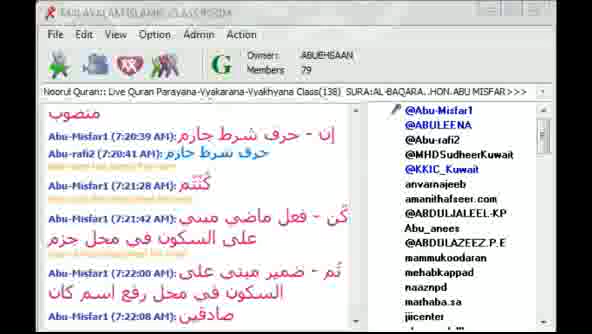 MALAYALAM ISLAMIC CLASS ROOM
File Edit View Option Admin Action
G Owner: ABUEHSAAN
Members 79
Noorul Quran:: Live Quran Parayana-Vyakarana-Vyakhyana Class(138) SURA:AL-BAQARA..HON.ABU MISFAR >>>
منصوب
Abu-Misfar1 (7:20:39 AM): إن - حرف شرط جازم
Abu-rafi2 (7:20:41 AM): حرف شرط جازم
Abu-Misfar1 (7:21:28 AM): كُنْتُم
Abu-Misfar1 (7:21:42 AM): كُن - فعل ماضي مبني
على السكون في محل جزم
Abu-Misfar1 (7:22:00 AM): تُم - ضمير مبني على
السكون في محل رفع اسم كان
Abu-Misfar1 (7:22:08 AM): صادقين
@Abu-Misfar1
@ABULEENA
@Abu-rafi2
@MHDSudheerKuwait
@KKIC_Kuwait
anvarnajeeb
amanithafseer.com
@ABDULJALEEL-KP
Abu_anees
@ABDULAZEEZ.P.E
mammukoodaran
mehabkappad
naaznpd
marhaba.sa
jiicenter